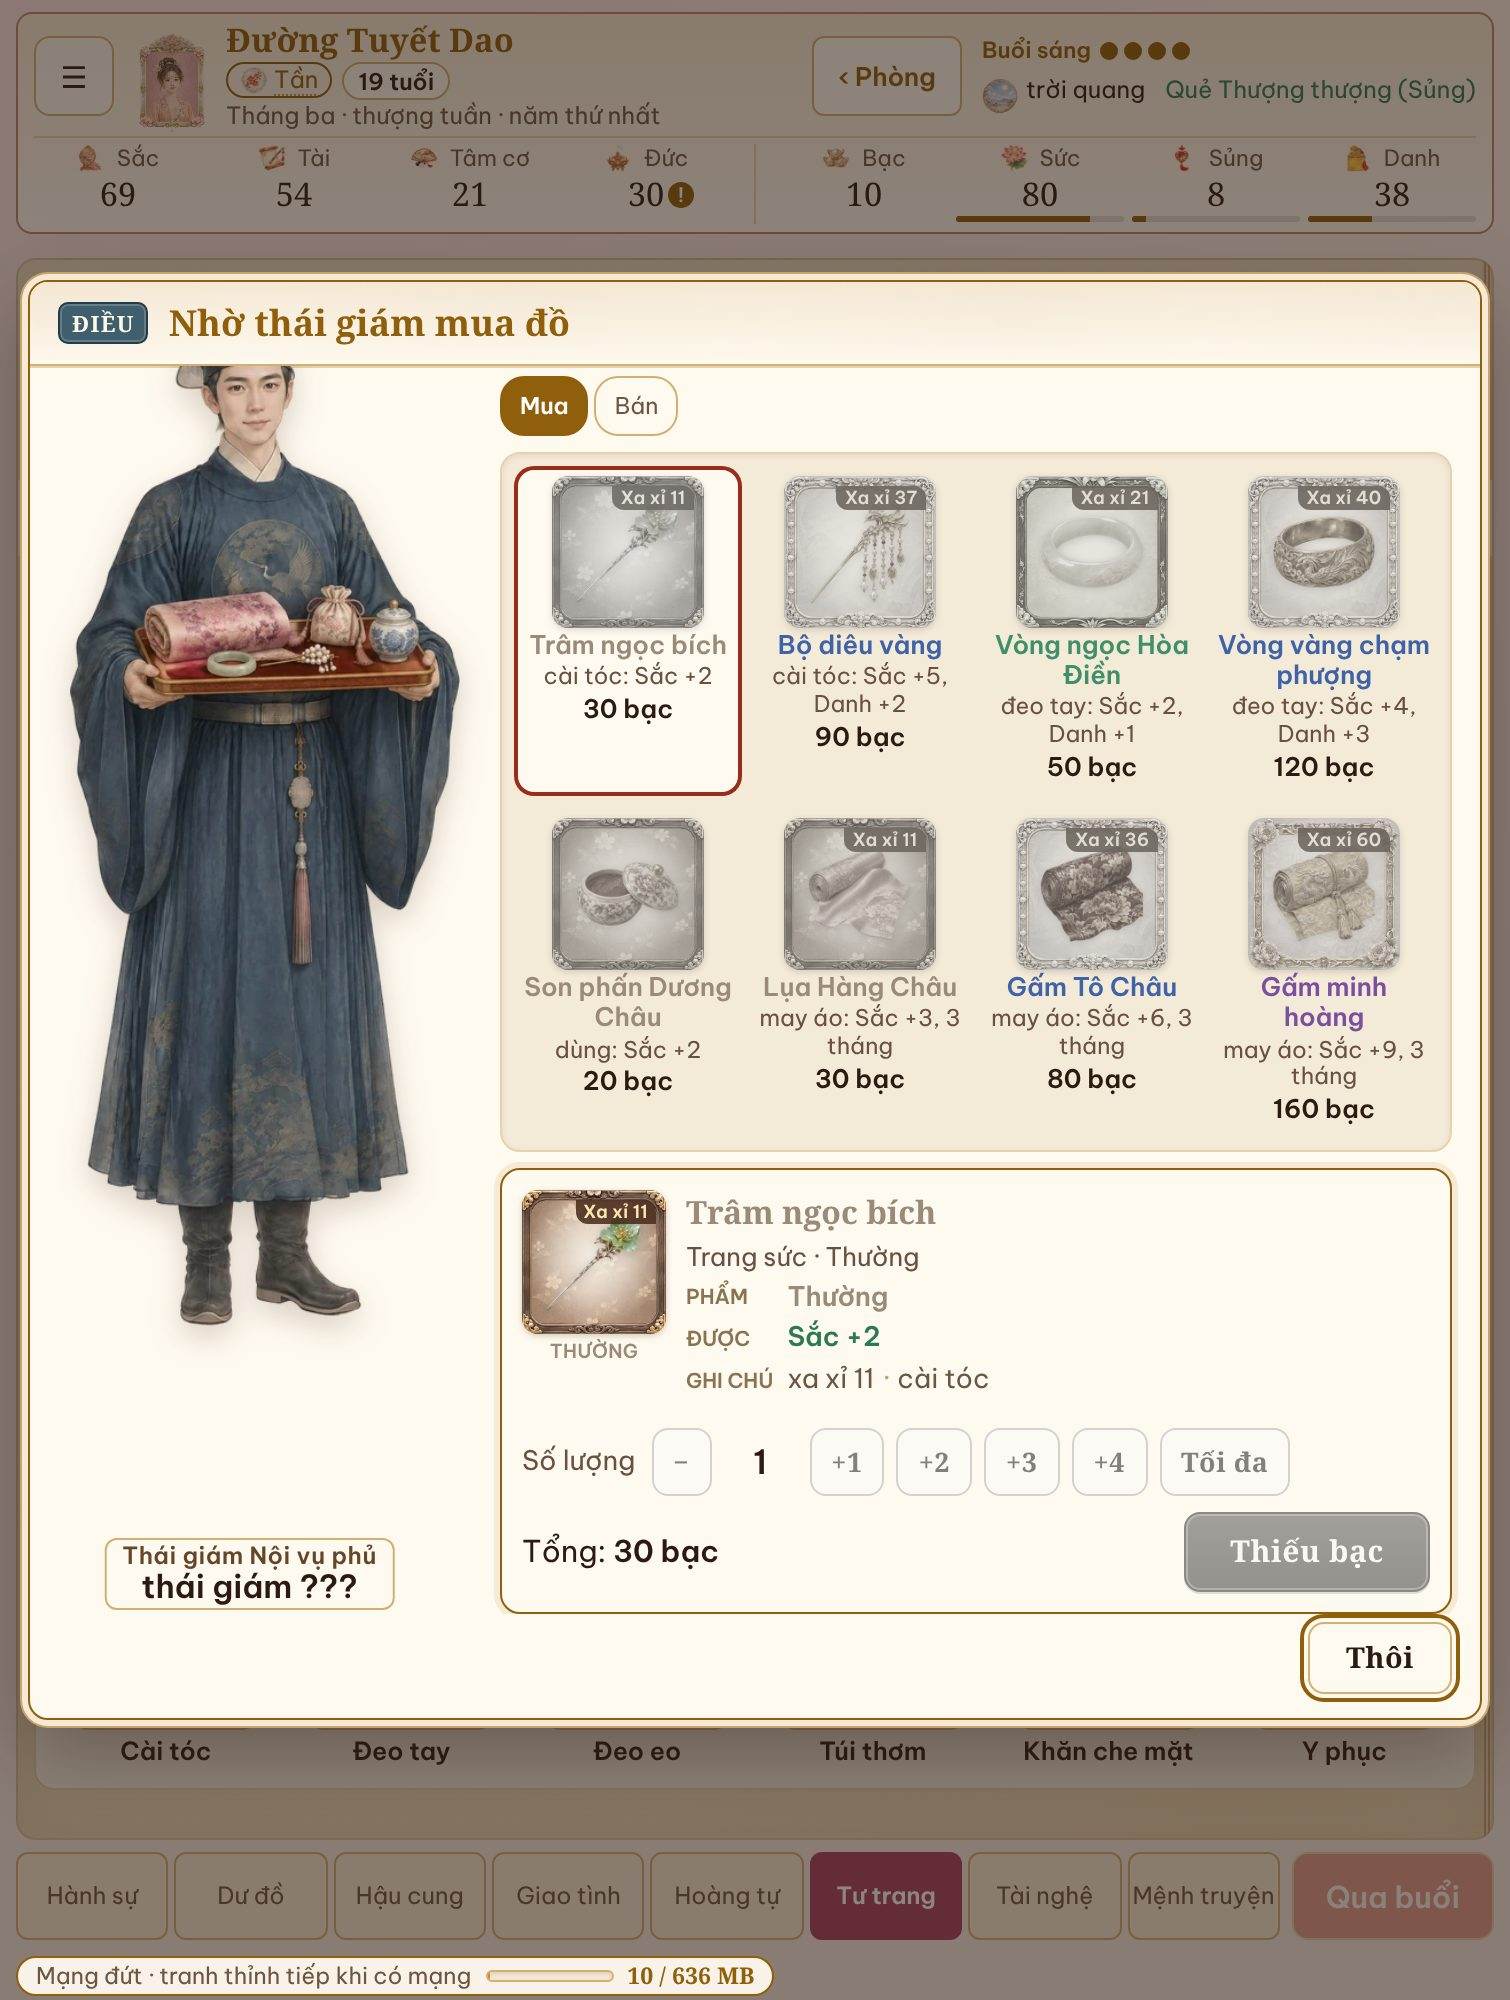 ☰
Đường Tuyết Dao
Tần
19 tuổi
Tháng ba · thượng tuần · năm thứ nhất
‹ Phòng
Buổi sáng
trời quang
Quẻ Thượng thượng (Sủng)
Sắc
69
Tài
54
Tâm cơ
21
Đức
30 !
Bạc
10
Sức
80
Sủng
8
Danh
38
ĐIỀU
Nhờ thái giám mua đồ
Mua
Bán
Xa xỉ 11
Trâm ngọc bích
cài tóc: Sắc +2
30 bạc
Xa xỉ 37
Bộ diêu vàng
cài tóc: Sắc +5,
Danh +2
90 bạc
Xa xỉ 21
Vòng ngọc Hòa
Điền
đeo tay: Sắc +2,
Danh +1
50 bạc
Xa xỉ 40
Vòng vàng chạm
phượng
đeo tay: Sắc +4,
Danh +3
120 bạc
Son phấn Dương
Châu
dùng: Sắc +2
20 bạc
Xa xỉ 11
Lụa Hàng Châu
may áo: Sắc +3, 3
tháng
30 bạc
Xa xỉ 36
Gấm Tô Châu
may áo: Sắc +6, 3
tháng
80 bạc
Xa xỉ 60
Gấm minh
hoàng
may áo: Sắc +9, 3
tháng
160 bạc
Xa xỉ 11
THƯỜNG
Trâm ngọc bích
Trang sức · Thường
PHẨM Thường
ĐƯỢC Sắc +2
GHI CHÚ xa xỉ 11 · cài tóc
Số lượng − 1 +1 +2 +3 +4 Tối đa
Tổng: 30 bạc
Thiếu bạc
Thái giám Nội vụ phủ
thái giám ???
Thôi
Cài tóc
Đeo tay
Đeo eo
Túi thơm
Khăn che mặt
Y phục
Hành sự
Dư đồ
Hậu cung
Giao tình
Hoàng tự
Tư trang
Tài nghệ
Mệnh truyện
Qua buổi
Mạng đứt · tranh thỉnh tiếp khi có mạng
10 / 636 MB